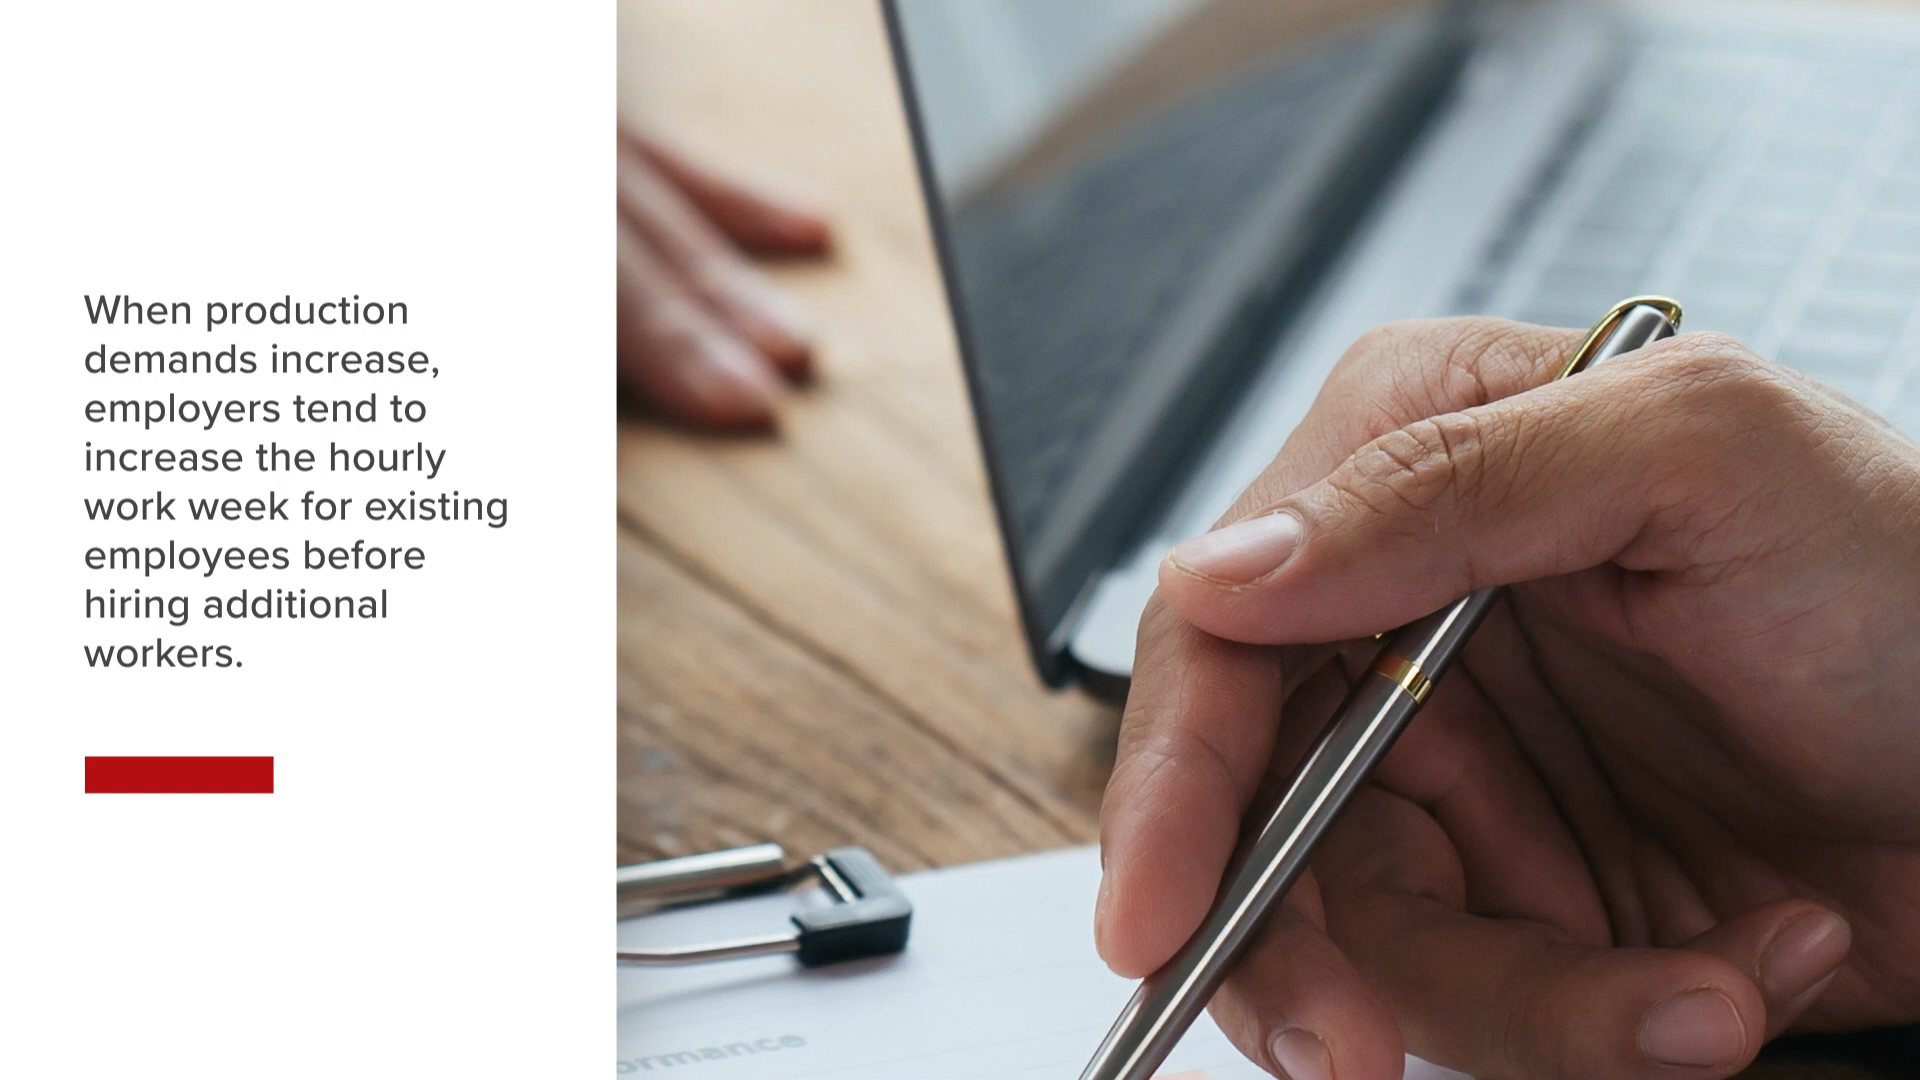 When production
demands increase,
employers tend to
increase the hourly
work week for existing
employees before
hiring additional
workers.
ormance